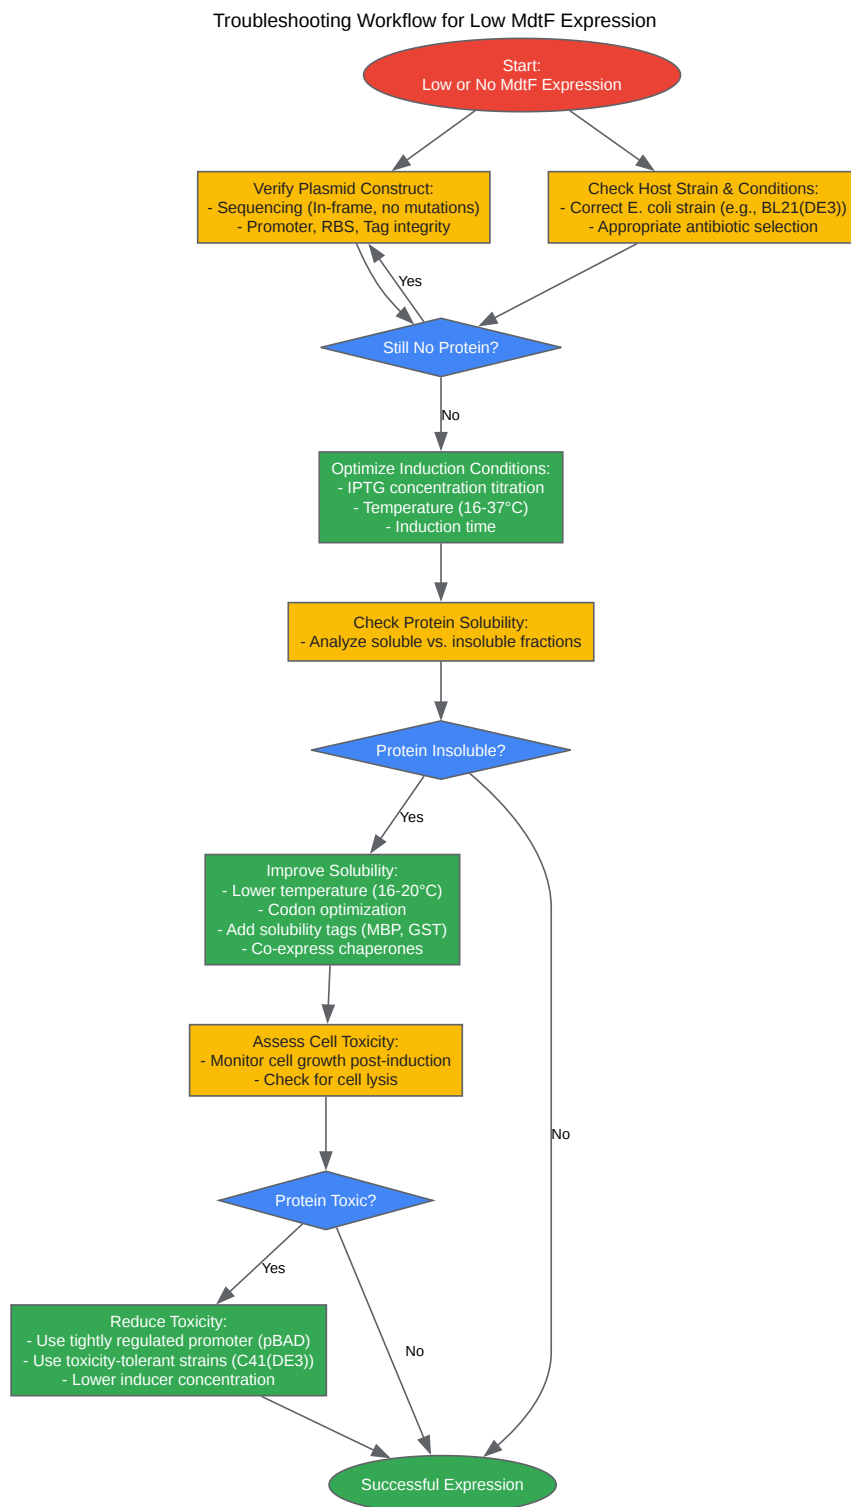 Troubleshooting Workflow for Low MdtF Expression
Start:
Low or No MdtF Expression
Verify Plasmid Construct:
- Sequencing (In-frame, no mutations)
- Promoter, RBS, Tag integrity
Check Host Strain & Conditions:
- Correct E. coli strain (e.g., BL21(DE3))
- Appropriate antibiotic selection
Yes
Still No Protein?
No
Optimize Induction Conditions:
- IPTG concentration titration
- Temperature (16-37°C)
- Induction time
Check Protein Solubility:
- Analyze soluble vs. insoluble fractions
Protein Insoluble?
Yes
Improve Solubility:
- Lower temperature (16-20°C)
- Codon optimization
- Add solubility tags (MBP, GST)
- Co-express chaperones
Assess Cell Toxicity:
- Monitor cell growth post-induction
- Check for cell lysis
No
Protein Toxic?
Yes
Reduce Toxicity:
- Use tightly regulated promoter (pBAD)
- Use toxicity-tolerant strains (C41(DE3))
- Lower inducer concentration
No
Successful Expression